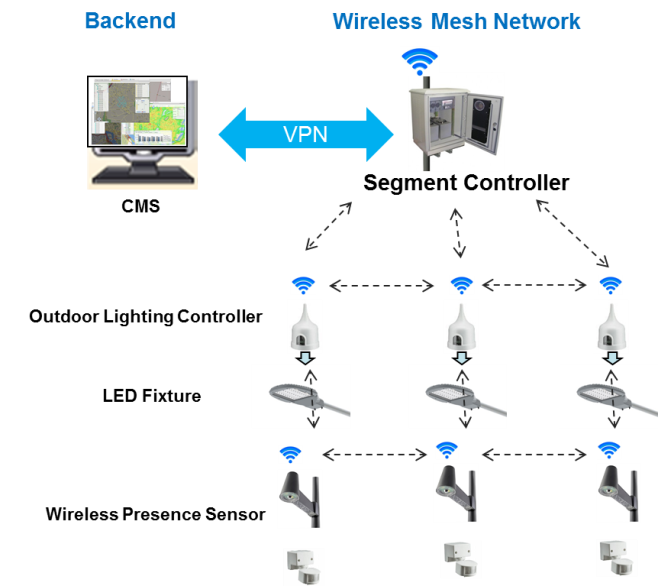 Backend
Wireless Mesh Network
VPN
CMS
Segment Controller
Outdoor Lighting Controller
LED Fixture
Wireless Presence Sensor